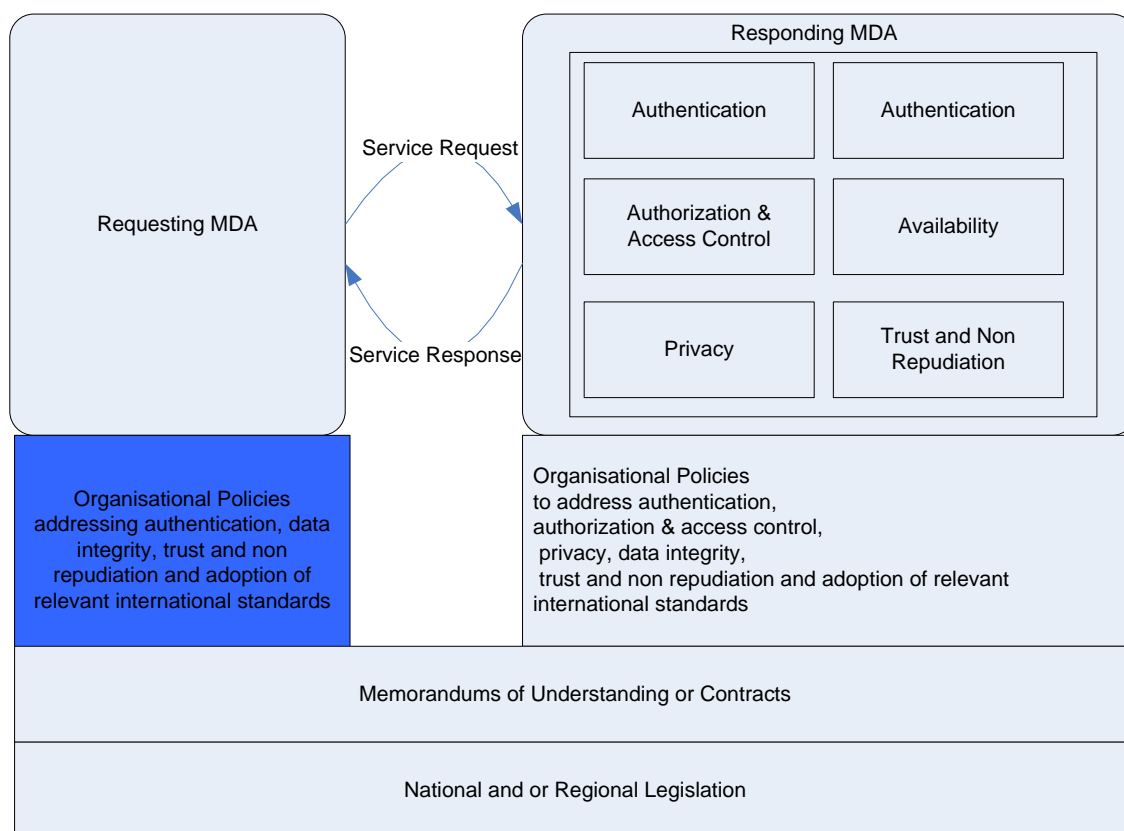 Responding MDA
Authentication
Authentication
Service Request
Requesting MDA
Authorization &
Access Control
Availability
Service Response
Privacy
Trust and Non
Repudiation
Organisational Policies
addressing authentication, data
integrity, trust and non
repudiation and adoption of
relevant international standards
Organisational Policies
to address authentication,
authorization & access control,
privacy, data integrity,
trust and non repudiation and adoption of relevant
international standards
Memorandums of Understanding or Contracts
National and or Regional Legislation